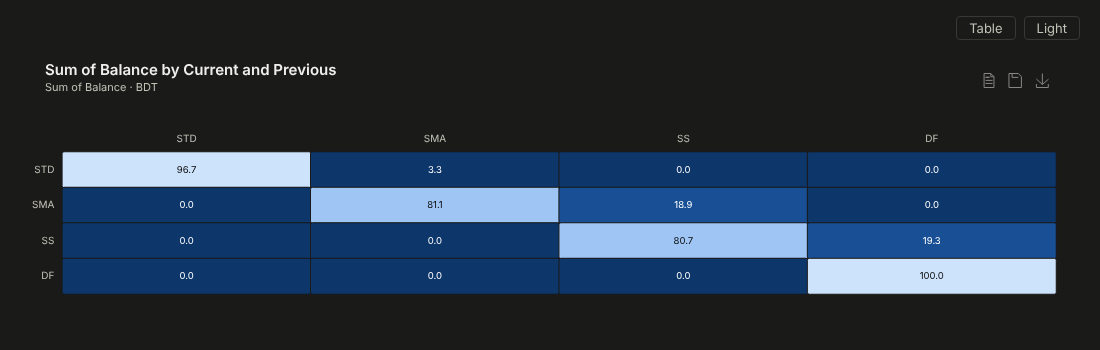 Table Light
Sum of Balance by Current and Previous
Sum of Balance · BDT
STD SMA SS DF
STD 96.7 3.3 0.0 0.0
SMA 0.0 81.1 18.9 0.0
SS 0.0 0.0 80.7 19.3
DF 0.0 0.0 0.0 100.0